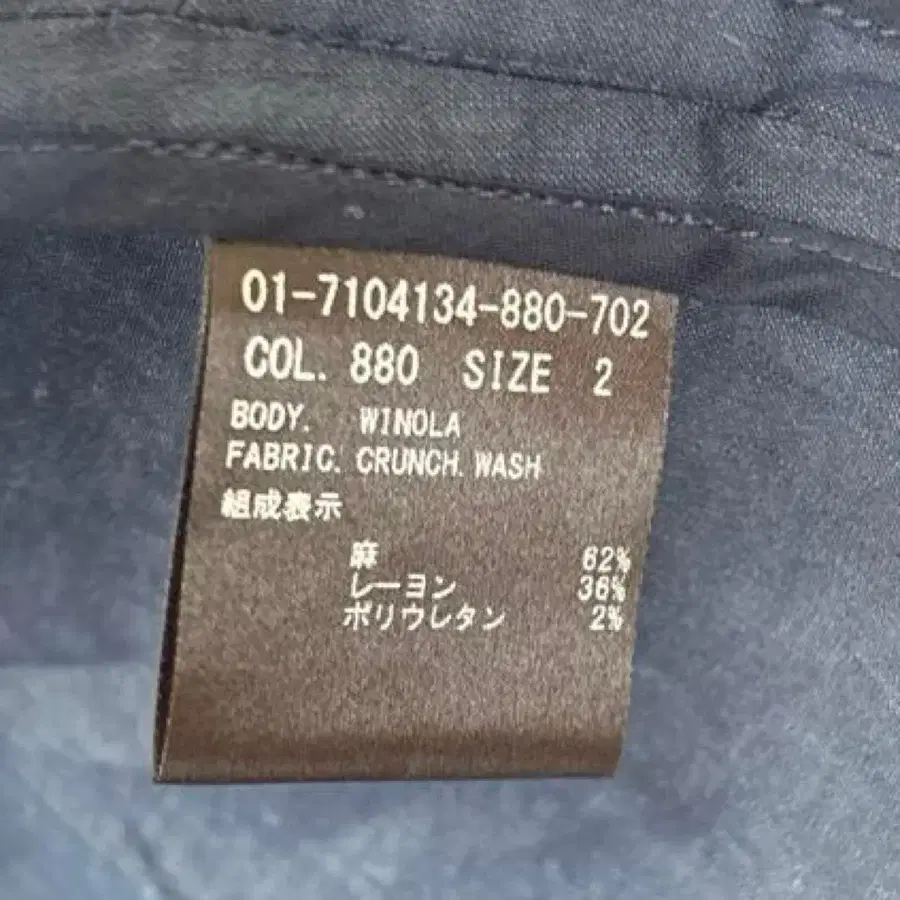 01-7104134-880-702
COL. 880 SIZE 2
BODY. WINOLA
FABRIC. CRUNCH. WASH
組成表示
麻 62%
レーヨン 36%
ポリウレタン 2%